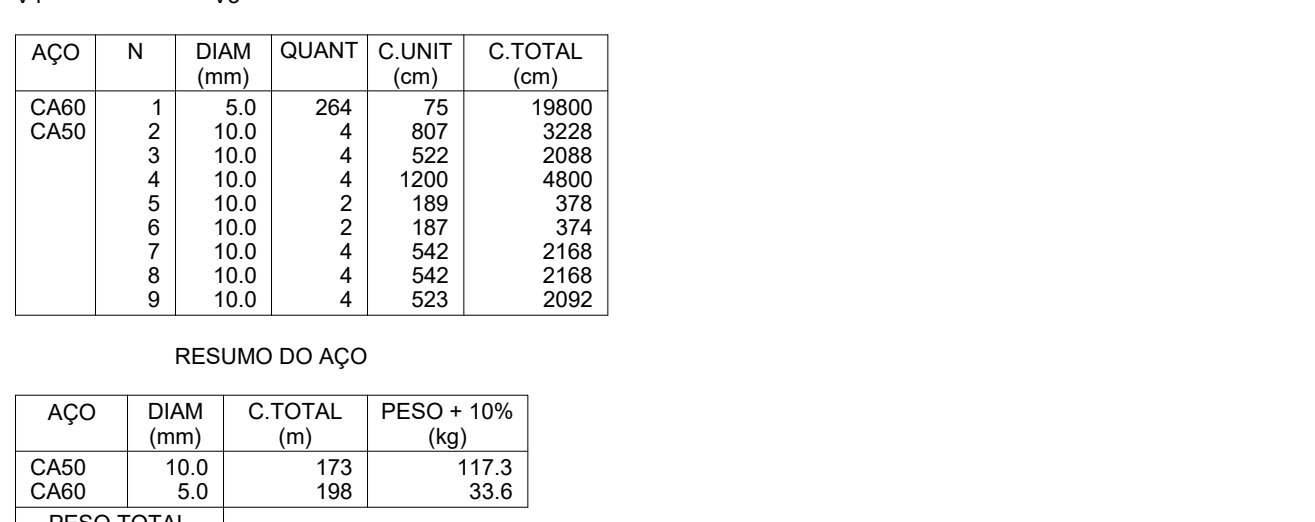 AÇO N DIAM QUANT C.UNIT C.TOTAL
(mm) (cm) (cm)
CA60 1 5.0 264 75 19800
CA50 2 10.0 4 807 3228
3 10.0 4 522 2088
4 10.0 4 1200 4800
5 10.0 2 189 378
6 10.0 2 187 374
7 10.0 4 542 2168
8 10.0 4 542 2168
9 10.0 4 523 2092
RESUMO DO AÇO
AÇO DIAM C.TOTAL PESO + 10%
(mm) (m) (kg)
CA50 10.0 173 117.3
CA60 5.0 198 33.6
PESO TOTAL